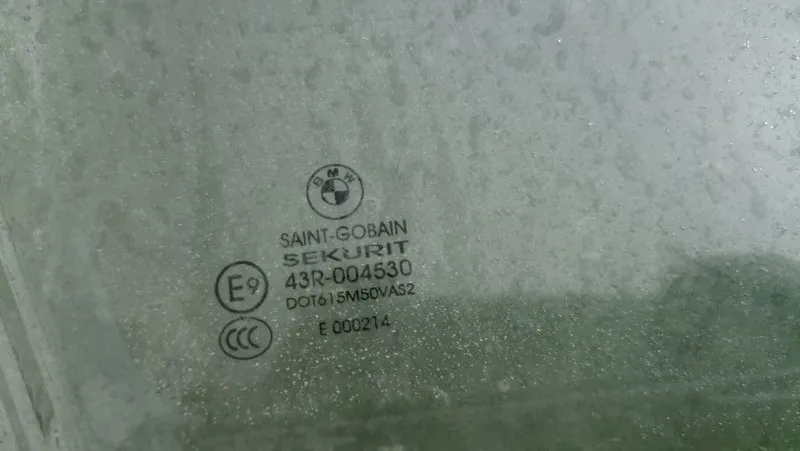 BMW
SAINT-GOBAIN
SEKURIT
E9 43R-004530
DOT615M50VAS2
CCC E 000214